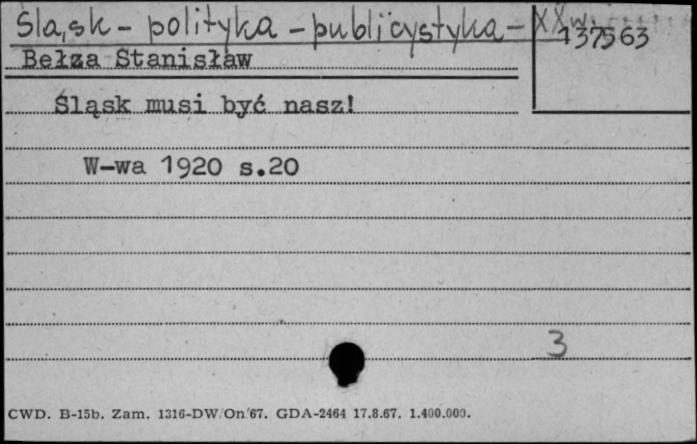 Śląsk - polityka - publicystyka - XXw.
137563
Bełza Stanisław
Śląsk musi być nasz!
W-wa 1920 s.20
3
CWD. B-15b. Zam. 1316-DW/On/67. GDA-2464 17.8.67. 1.400.000.